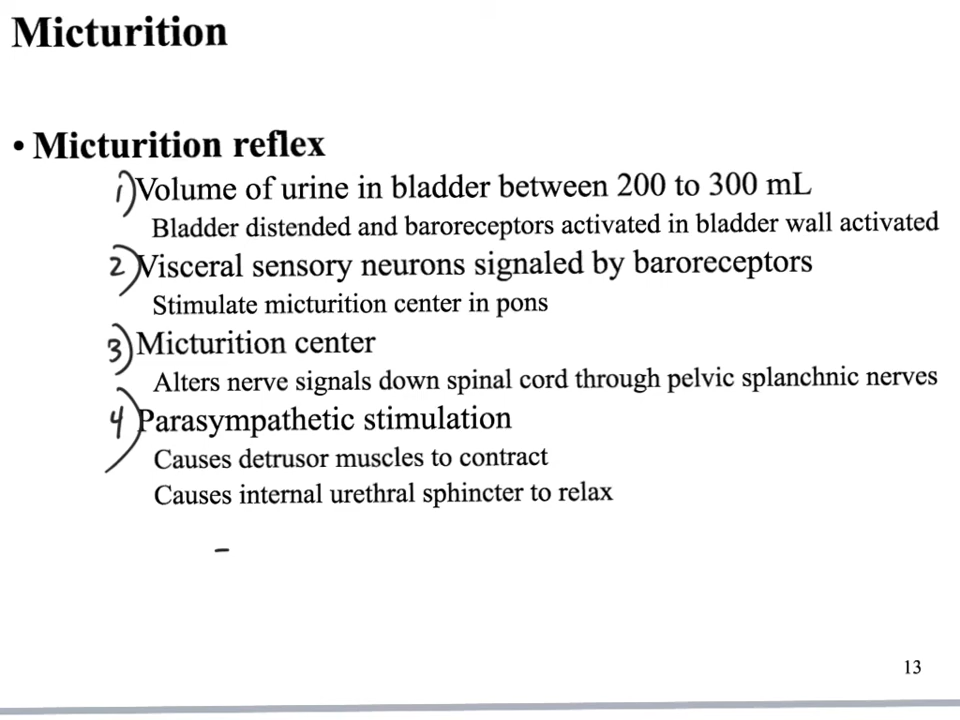 Micturition
• Micturition reflex
1) Volume of urine in bladder between 200 to 300 mL
Bladder distended and baroreceptors activated in bladder wall activated
2) Visceral sensory neurons signaled by baroreceptors
Stimulate micturition center in pons
3) Micturition center
Alters nerve signals down spinal cord through pelvic splanchnic nerves
4) Parasympathetic stimulation
Causes detrusor muscles to contract
Causes internal urethral sphincter to relax
–
13